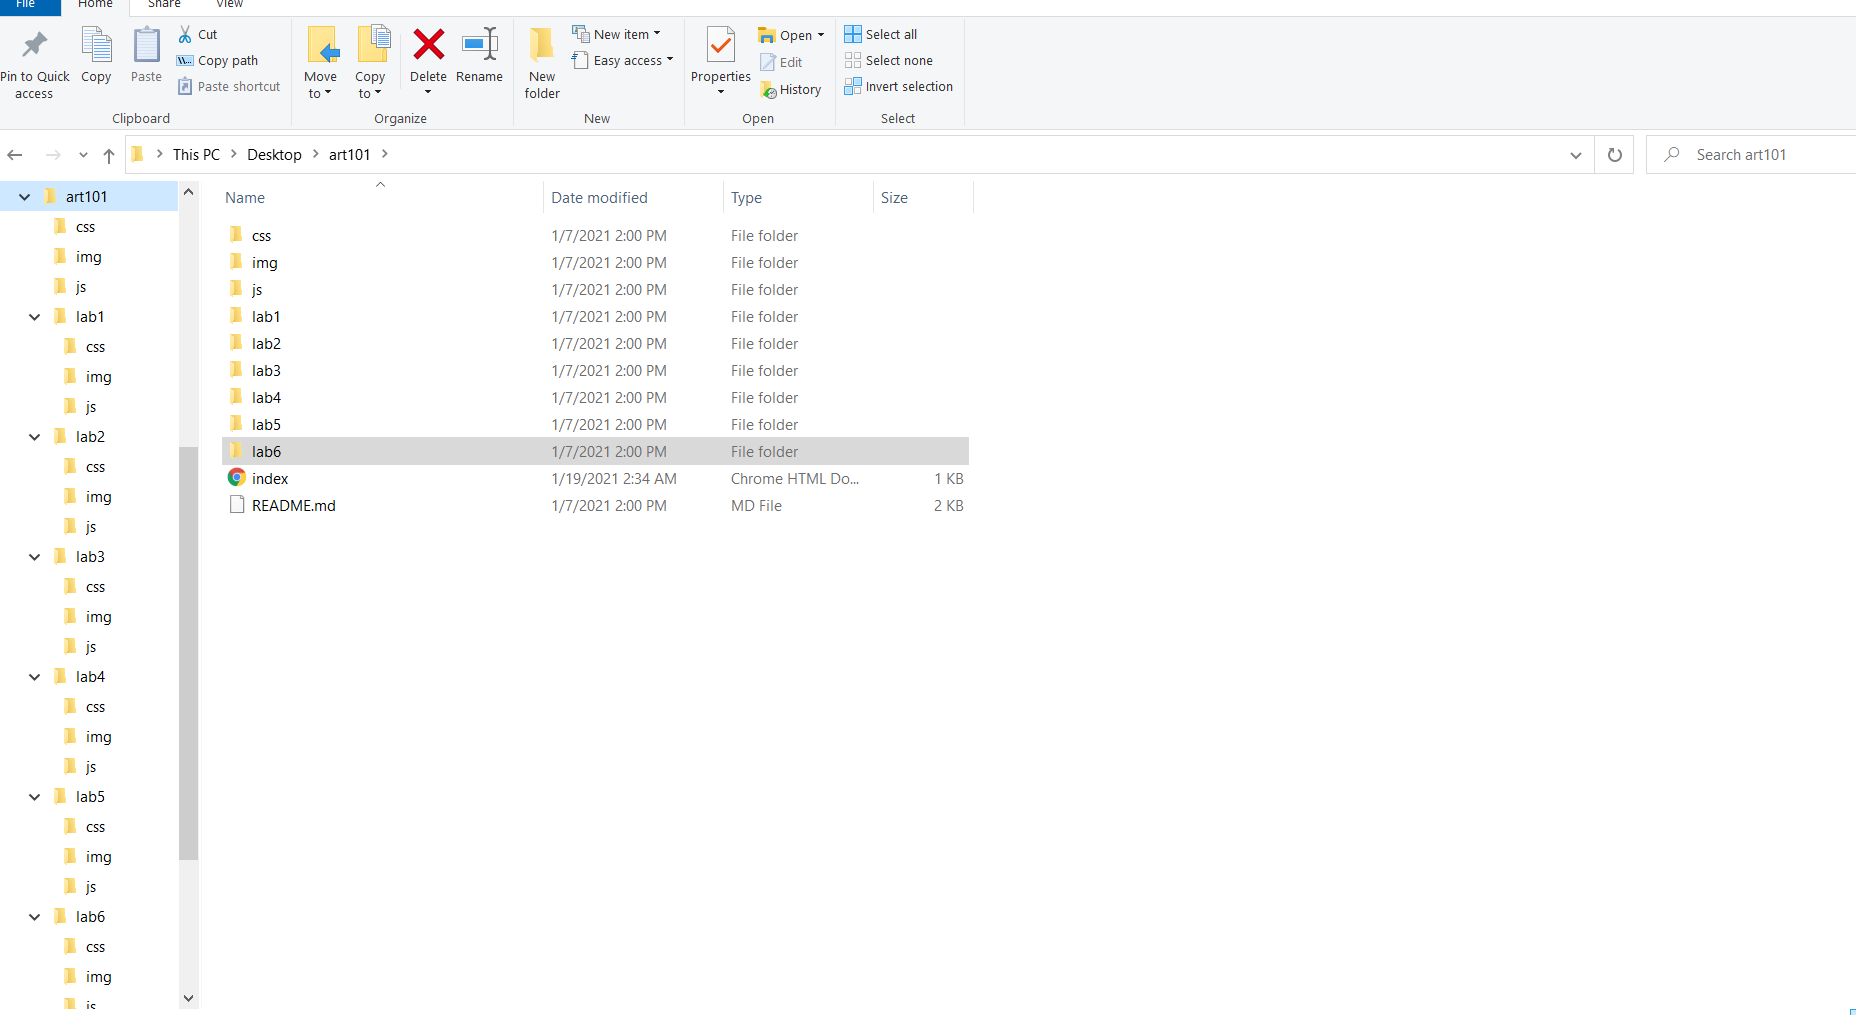 File Home Share View
Pin to Quick access
Copy
Paste
Cut
Copy path
Paste shortcut
Clipboard
Move to
Copy to
Delete
Rename
Organize
New folder
New item
Easy access
New
Properties
Open
Edit
History
Open
Select all
Select none
Invert selection
Select
This PC > Desktop > art101 >
Search art101
art101
css
img
js
lab1
css
img
js
lab2
css
img
js
lab3
css
img
js
lab4
css
img
js
lab5
css
img
js
lab6
css
img
js
Name Date modified Type Size
css 1/7/2021 2:00 PM File folder
img 1/7/2021 2:00 PM File folder
js 1/7/2021 2:00 PM File folder
lab1 1/7/2021 2:00 PM File folder
lab2 1/7/2021 2:00 PM File folder
lab3 1/7/2021 2:00 PM File folder
lab4 1/7/2021 2:00 PM File folder
lab5 1/7/2021 2:00 PM File folder
lab6 1/7/2021 2:00 PM File folder
index 1/19/2021 2:34 AM Chrome HTML Do... 1 KB
README.md 1/7/2021 2:00 PM MD File 2 KB